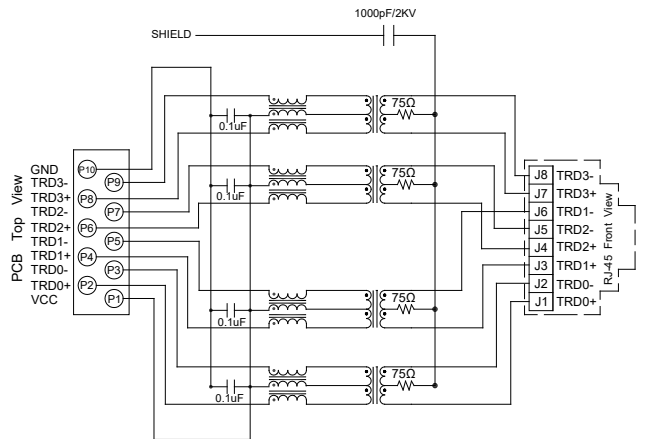 1000pF/2KV
SHIELD
75Ω
0.1uF
75Ω
0.1uF
75Ω
0.1uF
75Ω
0.1uF
PCB Top View
GND
TRD3-
TRD3+
TRD2-
TRD2+
TRD1-
TRD1+
TRD0-
TRD0+
VCC
P10
P9
P8
P7
P6
P5
P4
P3
P2
P1
J8 TRD3-
J7 TRD3+
J6 TRD1-
J5 TRD2-
J4 TRD2+
J3 TRD1+
J2 TRD0-
J1 TRD0+
RJ-45 Front View